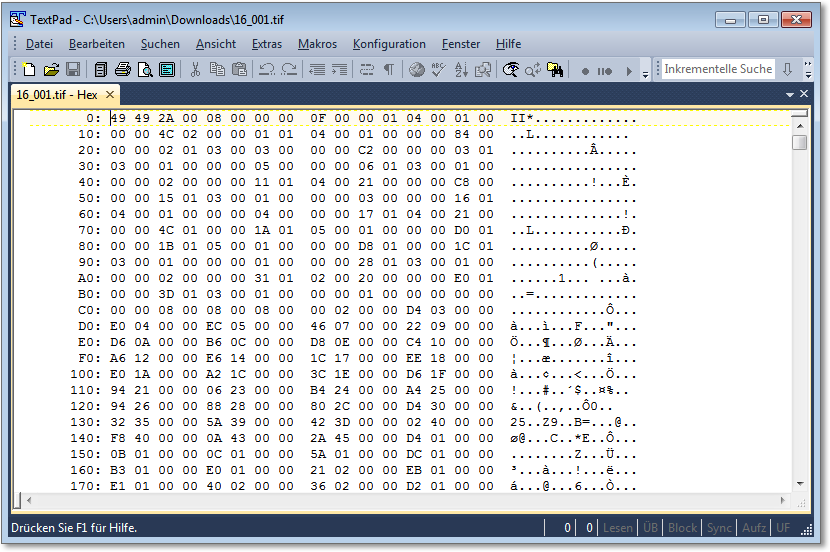 TextPad - C:\Users\admin\Downloads\16_001.tif
Datei Bearbeiten Suchen Ansicht Extras Makros Konfiguration Fenster Hilfe
Inkrementelle Suche
16_001.tif - Hex
0: 49 49 2A 00 08 00 00 00 0F 00 00 01 04 00 01 00 II*.............
10: 00 00 4C 02 00 00 01 01 04 00 01 00 00 00 84 00 ..L.............
20: 00 00 02 01 03 00 03 00 00 00 C2 00 00 00 03 01 ..........Â.....
30: 03 00 01 00 00 00 05 00 00 00 06 01 03 00 01 00 ................
40: 00 00 02 00 00 00 11 01 04 00 21 00 00 00 C8 00 ..........!...È.
50: 00 00 15 01 03 00 01 00 00 00 03 00 00 00 16 01 ................
60: 04 00 01 00 00 00 04 00 00 00 17 01 04 00 21 00 ..............!.
70: 00 00 4C 01 00 00 1A 01 05 00 01 00 00 00 D0 01 ..L...........Ð.
80: 00 00 1B 01 05 00 01 00 00 00 D8 01 00 00 1C 01 ..........Ø.....
90: 03 00 01 00 00 00 01 00 00 00 28 01 03 00 01 00 ..........(.....
A0: 00 00 02 00 00 00 31 01 02 00 20 00 00 00 E0 01 ......1... ...à.
B0: 00 00 3D 01 03 00 01 00 00 00 01 00 00 00 00 00 ..=.............
C0: 00 00 08 00 08 00 08 00 00 02 00 00 D4 03 00 00 ............Ô...
D0: E0 04 00 00 EC 05 00 00 46 07 00 00 22 09 00 00 à...ì...F..."...
E0: D6 0A 00 00 B6 0C 00 00 D8 0E 00 00 C4 10 00 00 Ö...¶...Ø...Ä...
F0: A6 12 00 00 E6 14 00 00 1C 17 00 00 EE 18 00 00 ¦...æ.......î...
100: E0 1A 00 00 A2 1C 00 00 3C 1E 00 00 D6 1F 00 00 à...¢...<...Ö...
110: 94 21 00 00 06 23 00 00 B4 24 00 00 A4 25 00 00 .!...#..´$..¤%..
120: 94 26 00 00 88 28 00 00 80 2C 00 00 D4 30 00 00 .&...(...,..Ô0..
130: 32 35 00 00 5A 39 00 00 42 3D 00 00 02 40 00 00 25..Z9..B=...@..
140: F8 40 00 00 0A 43 00 00 2A 45 00 00 D4 01 00 00 ø@...C..*E..Ô...
150: 0B 01 00 00 0C 01 00 00 5A 01 00 00 DC 01 00 00 ........Z...Ü...
160: B3 01 00 00 E0 01 00 00 21 02 00 00 EB 01 00 00 ³...à...!...ë...
170: E1 01 00 00 40 02 00 00 36 02 00 00 D2 01 00 00 á...@...6...Ò...
Drücken Sie F1 für Hilfe. 0 0 Lesen ÜB Block Sync Aufz UF